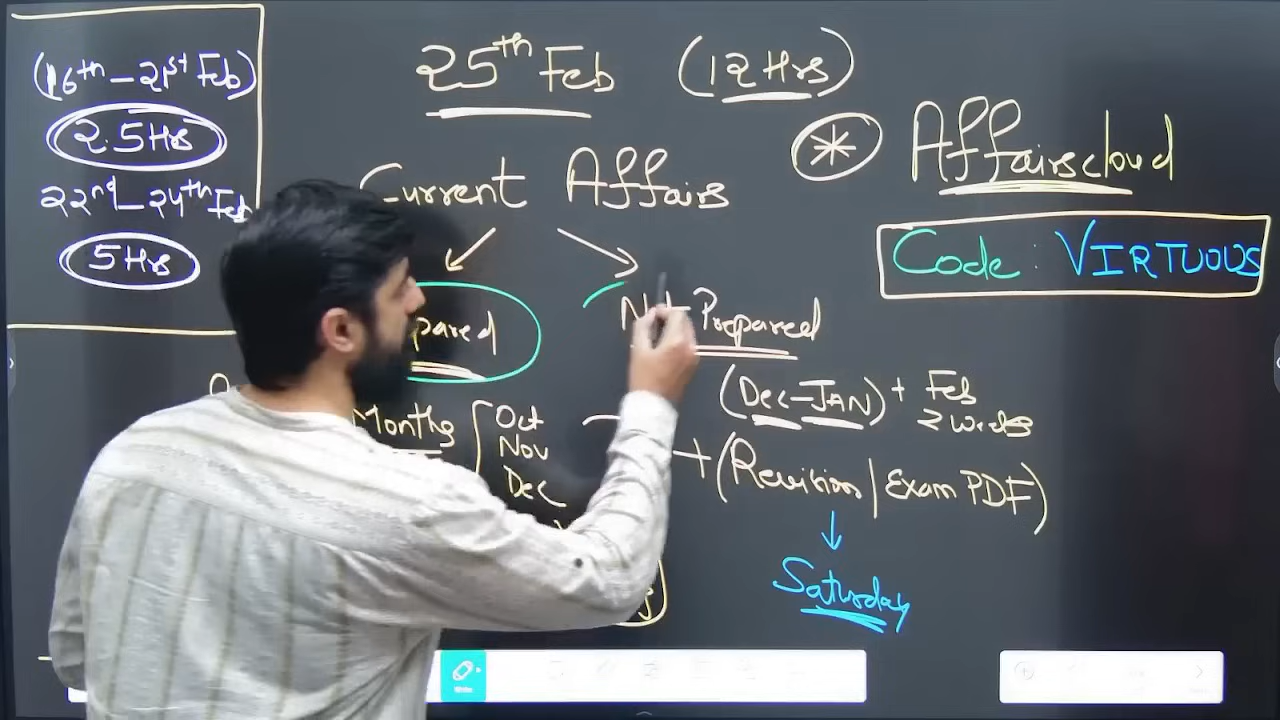 (16th - 21st Feb)
2.5 Hrs
22nd - 24th Feb
5 Hrs
25th Feb (12 Hrs)
* Affairscloud
Code : VIRTUOUS
Current Affairs
Prepared
(Dec-JAN) + Feb
2 Weeks
+ (Revision | Exam PDF)
Saturday
Months
Oct
Nov
Dec